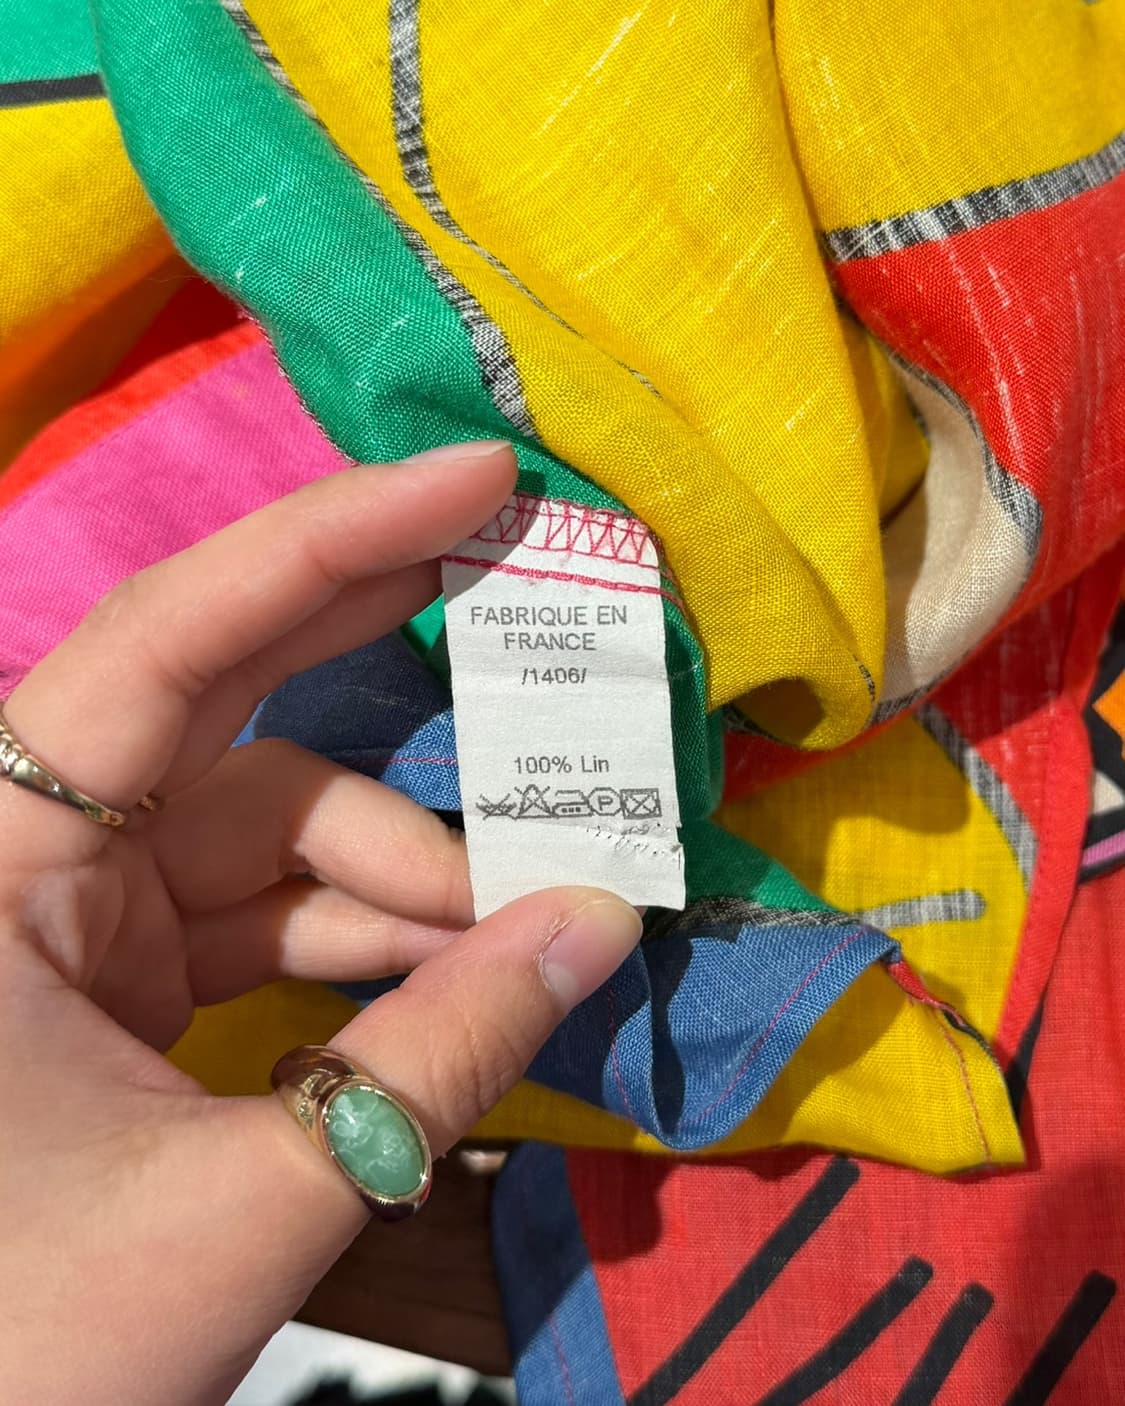 FABRIQUE EN
FRANCE
/1406/
100% Lin
P